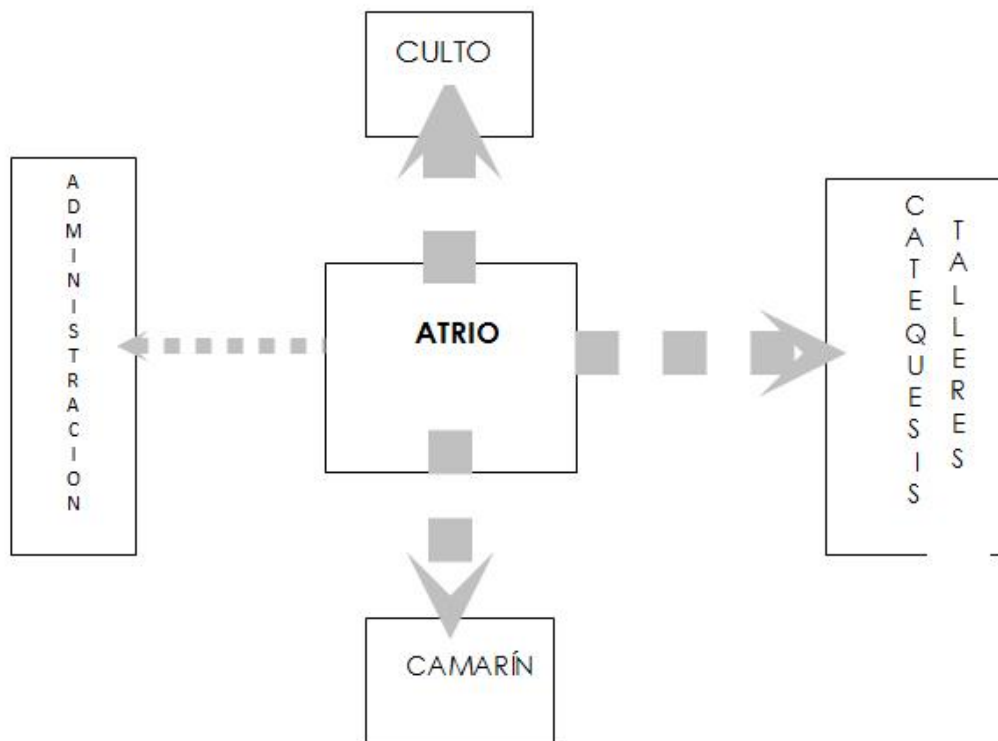 CULTO
ADMINISTRACION
ATRIO
CATEQUESIS
TALLERES
CAMARÍN